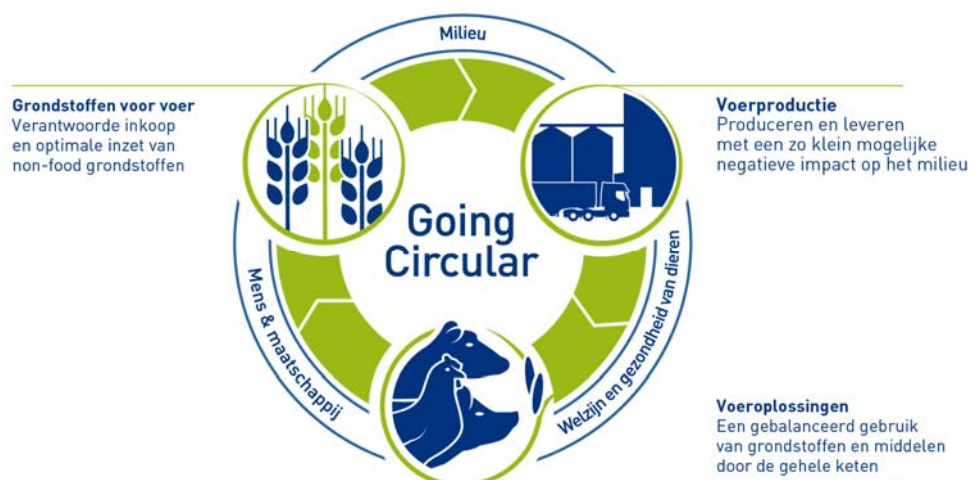 Milieu
Grondstoffen voor voer
Verantwoorde inkoop
en optimale inzet van
non-food grondstoffen
Voerproductie
Produceren en leveren
met een zo klein mogelijke
negatieve impact op het milieu
Going
Circular
Mens & maatschappij
Welzijn en gezondheid van dieren
Voeroplossingen
Een gebalanceerd gebruik
van grondstoffen en middelen
door de gehele keten